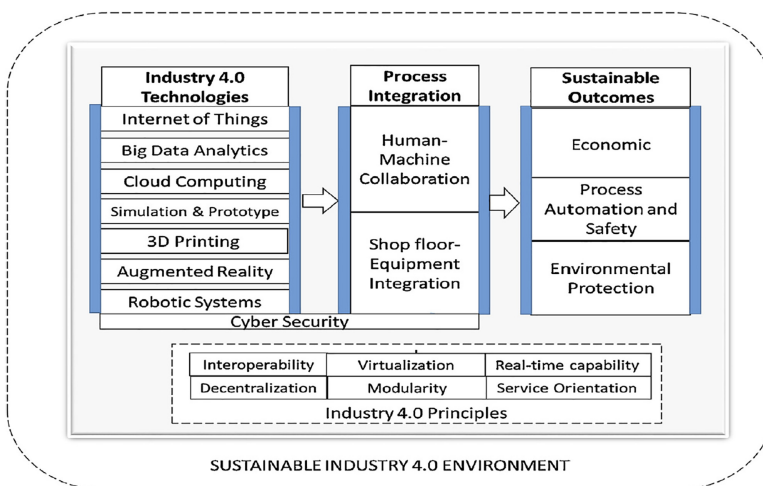 Industry 4.0
Technologies
Internet of Things
Big Data Analytics
Cloud Computing
Simulation & Prototype
3D Printing
Augmented Reality
Robotic Systems
Process
Integration
Human-
Machine
Collaboration
Shop floor-
Equipment
Integration
Sustainable
Outcomes
Economic
Process
Automation and
Safety
Environmental
Protection
Cyber Security
Interoperability
Virtualization
Real-time capability
Decentralization
Modularity
Service Orientation
Industry 4.0 Principles
SUSTAINABLE INDUSTRY 4.0 ENVIRONMENT